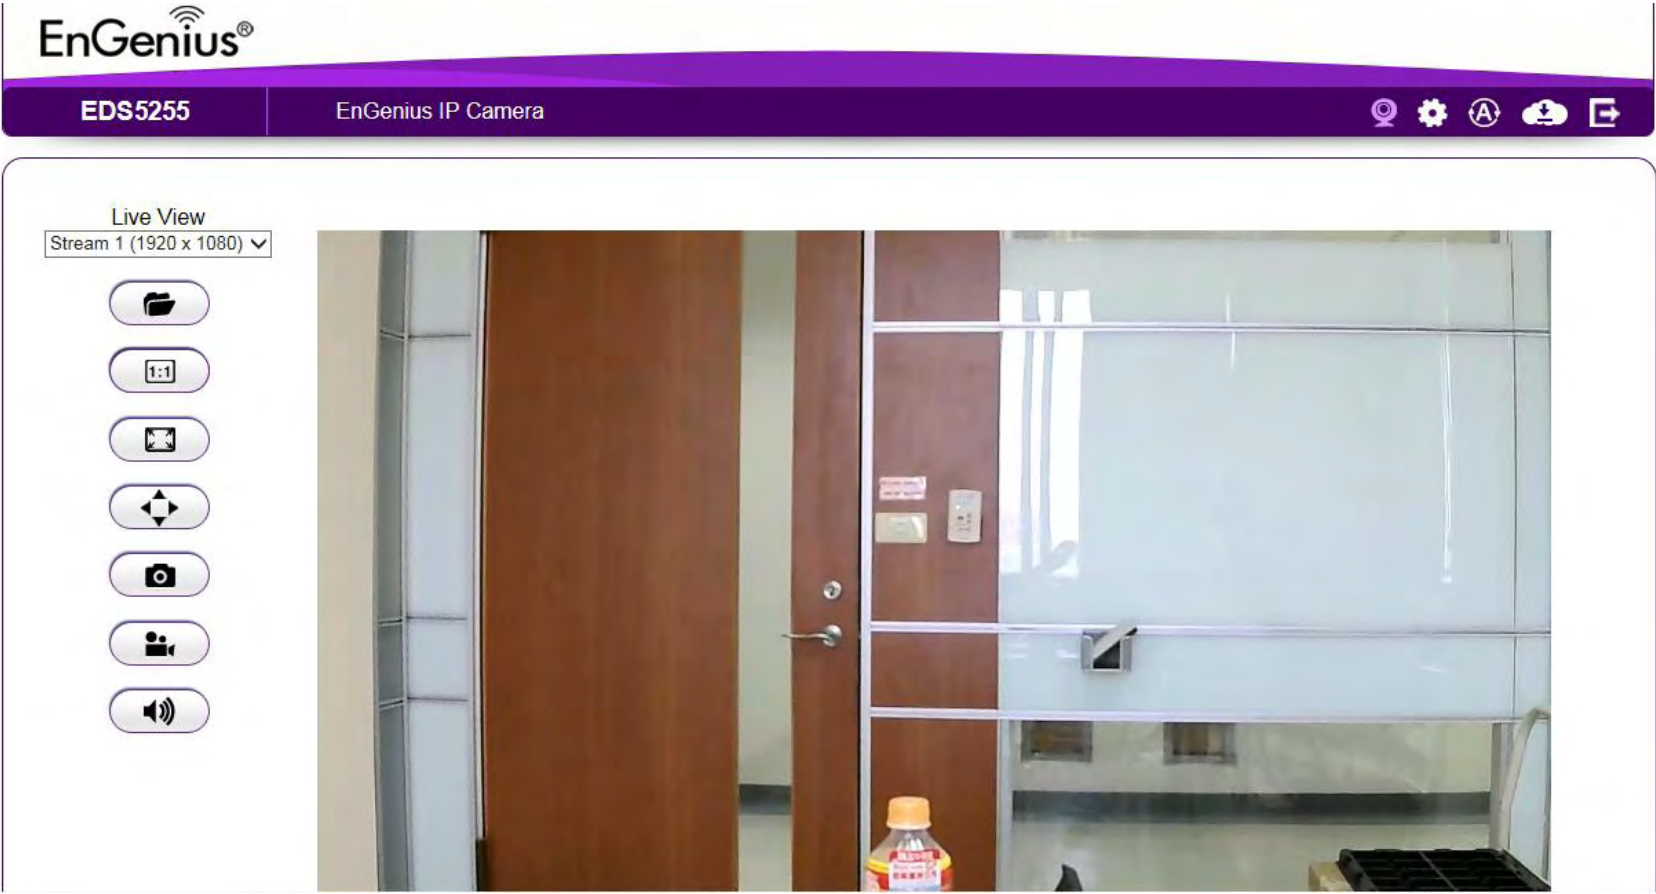 EnGenius®
EDS5255
EnGenius IP Camera
A
Live View
Stream 1 (1920 x 1080)
1:1